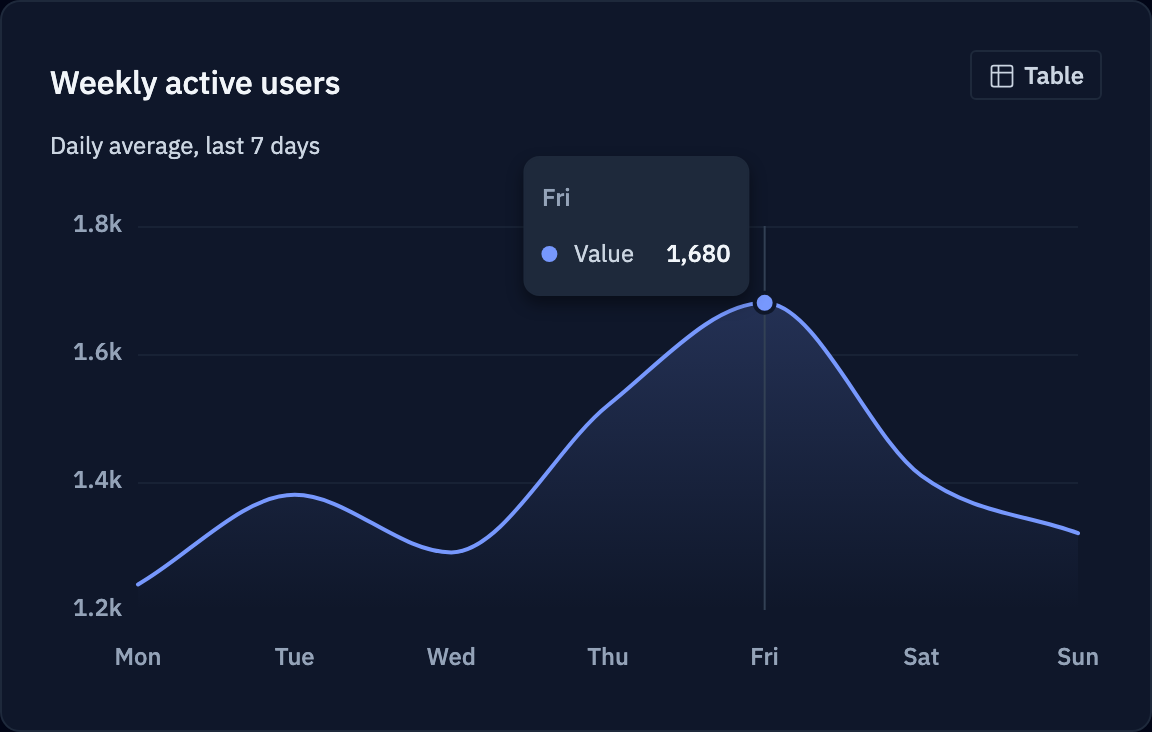 Weekly active users
Table
Daily average, last 7 days
Fri
Value 1,680
1.8k
1.6k
1.4k
1.2k
Mon Tue Wed Thu Fri Sat Sun